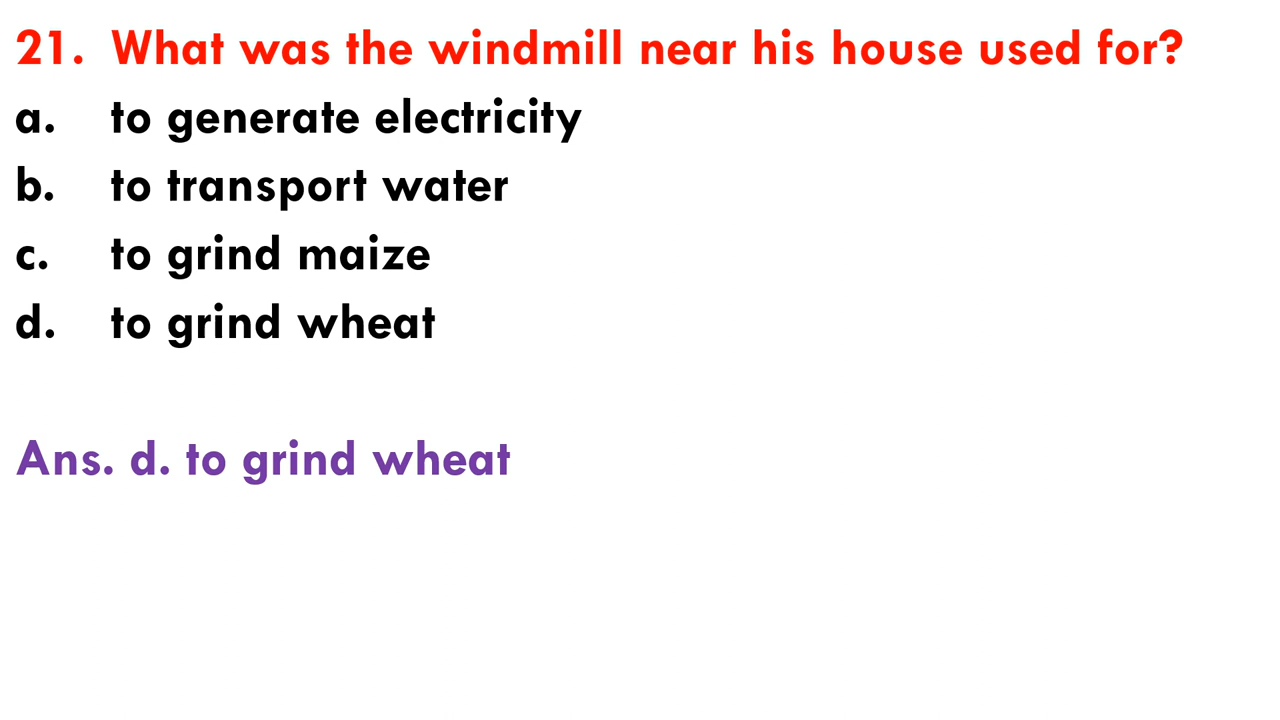 21. What was the windmill near his house used for?
a. to generate electricity
b. to transport water
c. to grind maize
d. to grind wheat
Ans. d. to grind wheat